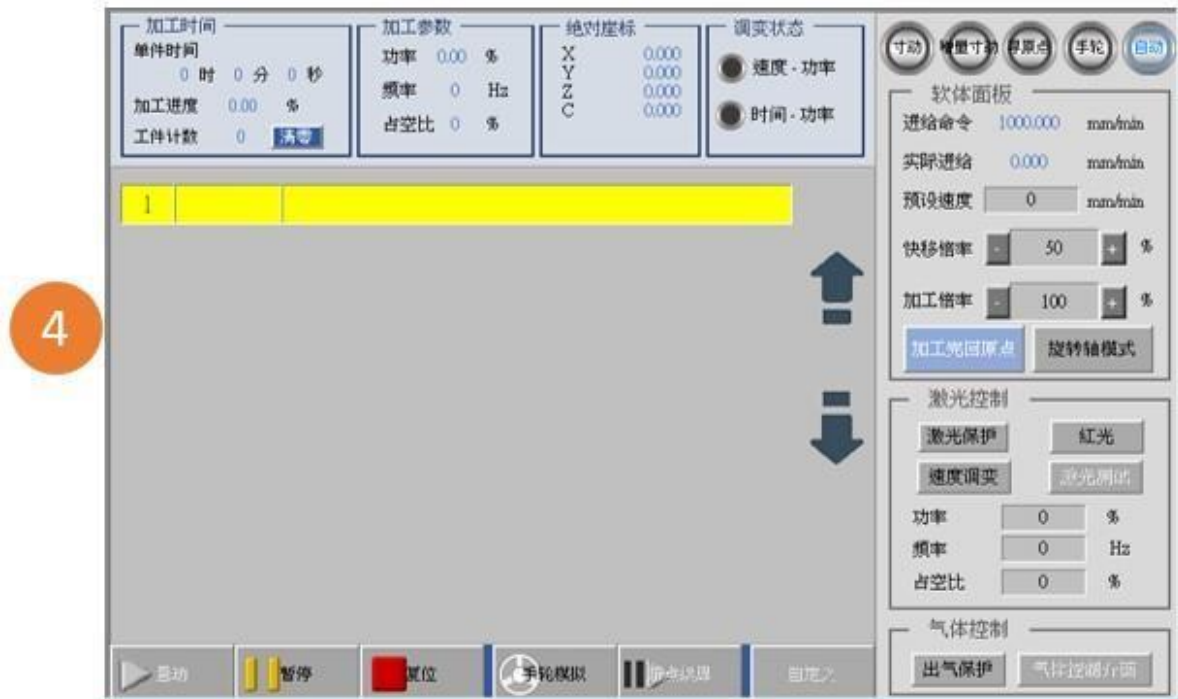 加工时间
单件时间
0 时 0 分 0 秒
加工进度 0.00 %
工件计数 0 清零
加工参数
功率 0.00 %
频率 0 Hz
占空比 0 %
绝对座标
X 0.000
Y 0.000
Z 0.000
C 0.000
调变状态
速度 - 功率
时间 - 功率
寸动 增量寸动 寻原点 手轮 自动
软体面板
进给命令 1000.000 mm/min
实际进给 0.000 mm/min
预设速度 0 mm/min
快移倍率 - 50 + %
加工倍率 - 100 + %
加工完回原点 旋转轴模式
1
4
激光控制
激光保护 紅光
速度调变 激光测试
功率 0 %
频率 0 Hz
占空比 0 %
气体控制
出气保护 气体控制介面
启动 暂停 复位 手轮模拟 自定义